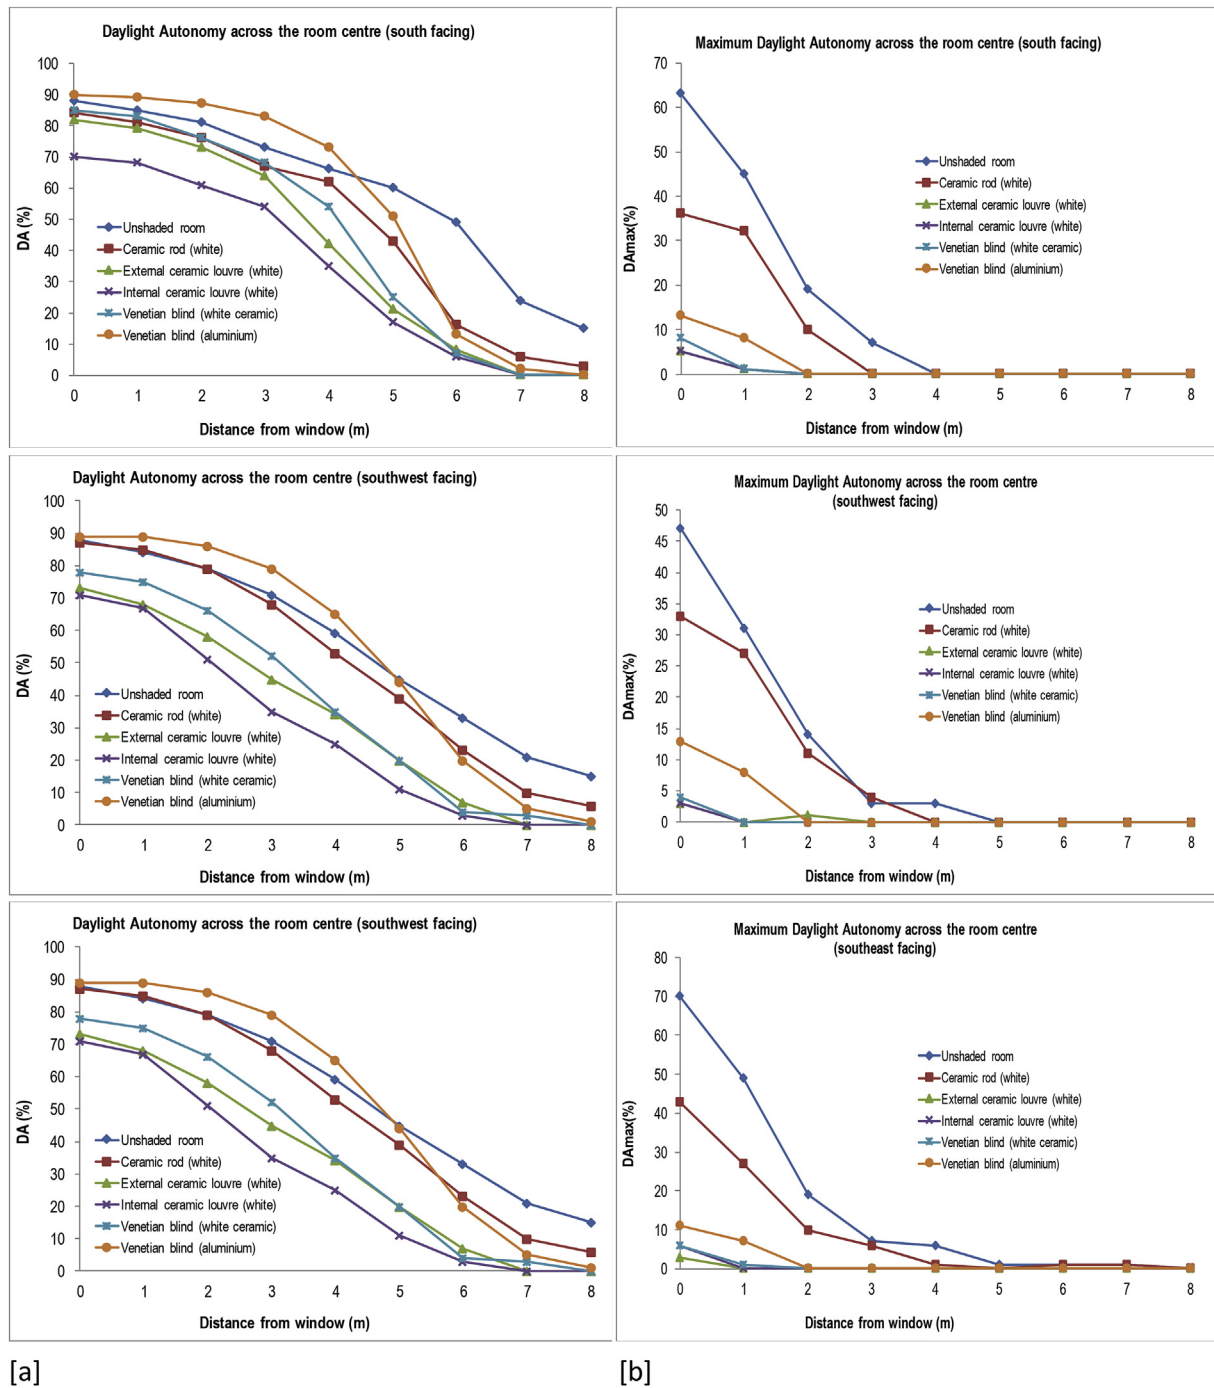 Daylight Autonomy across the room centre (south facing)
100
90
80
70
60
50
40
30
20
10
0
DA (%)
Unshaded room
Ceramic rod (white)
External ceramic louvre (white)
Internal ceramic louvre (white)
Venetian blind (white ceramic)
Venetian blind (aluminium)
0 1 2 3 4 5 6 7 8
Distance from window (m)
Maximum Daylight Autonomy across the room centre (south facing)
70
60
50
40
30
20
10
0
DAmax(%)
Unshaded room
Ceramic rod (white)
External ceramic louvre (white)
Internal ceramic louvre (white)
Venetian blind (white ceramic)
Venetian blind (aluminium)
0 1 2 3 4 5 6 7 8
Distance from window (m)
Daylight Autonomy across the room centre (southwest facing)
100
90
80
70
60
50
40
30
20
10
0
DA (%)
Unshaded room
Ceramic rod (white)
External ceramic louvre (white)
Internal ceramic louvre (white)
Venetian blind (white ceramic)
Venetian blind (aluminium)
0 1 2 3 4 5 6 7 8
Distance from window (m)
Maximum Daylight Autonomy across the room centre
(southwest facing)
50
45
40
35
30
25
20
15
10
5
0
DAmax(%)
Unshaded room
Ceramic rod (white)
External ceramic louvre (white)
Internal ceramic louvre (white)
Venetian blind (white ceramic)
Venetian blind (aluminium)
0 1 2 3 4 5 6 7 8
Distance from window (m)
Daylight Autonomy across the room centre (southwest facing)
100
90
80
70
60
50
40
30
20
10
0
DA (%)
Unshaded room
Ceramic rod (white)
External ceramic louvre (white)
Internal ceramic louvre (white)
Venetian blind (white ceramic)
Venetian blind (aluminium)
0 1 2 3 4 5 6 7 8
Distance from window (m)
Maximum Daylight Autonomy across the room centre
(southeast facing)
80
70
60
50
40
30
20
10
0
DAmax(%)
Unshaded room
Ceramic rod (white)
External ceramic louvre (white)
Internal ceramic louvre (white)
Venetian blind (white ceramic)
Venetian blind (aluminium)
0 1 2 3 4 5 6 7 8
Distance from window (m)
[a]
[b]